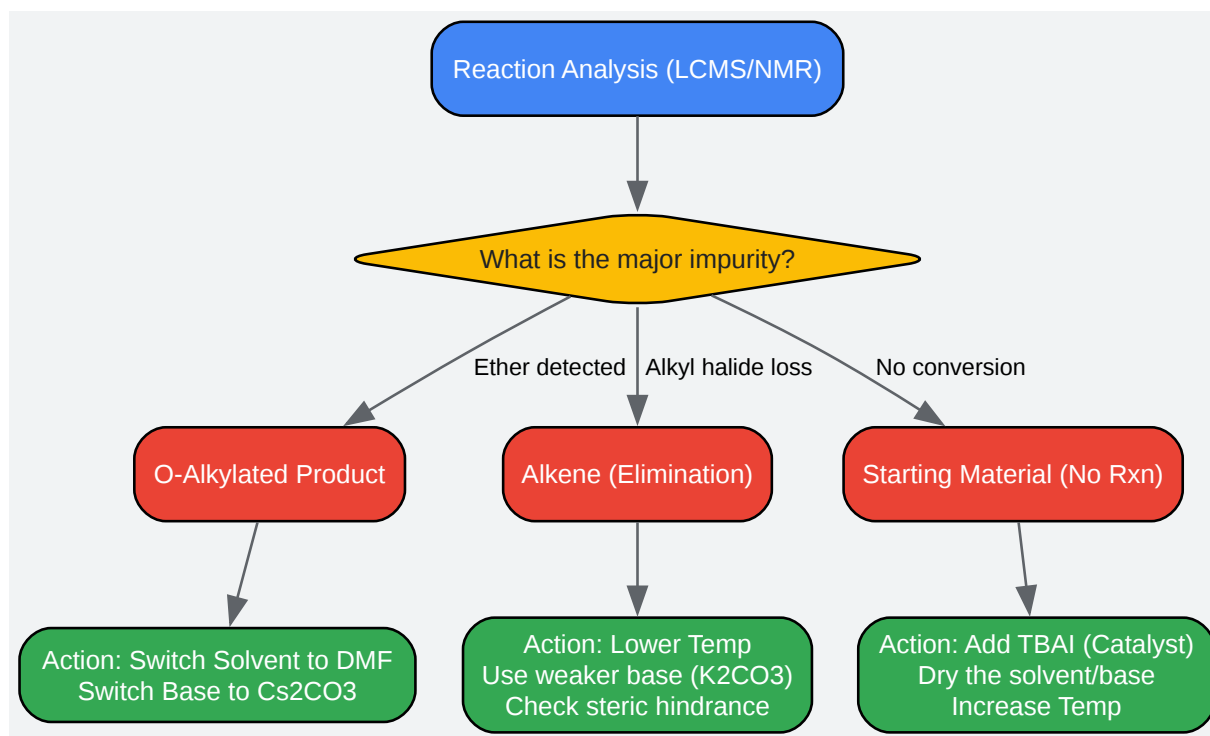 Reaction Analysis (LCMS/NMR)
What is the major impurity?
Ether detected
Alkyl halide loss
No conversion
O-Alkylated Product
Alkene (Elimination)
Starting Material (No Rxn)
Action: Switch Solvent to DMF
Switch Base to Cs2CO3
Action: Lower Temp
Use weaker base (K2CO3)
Check steric hindrance
Action: Add TBAI (Catalyst)
Dry the solvent/base
Increase Temp